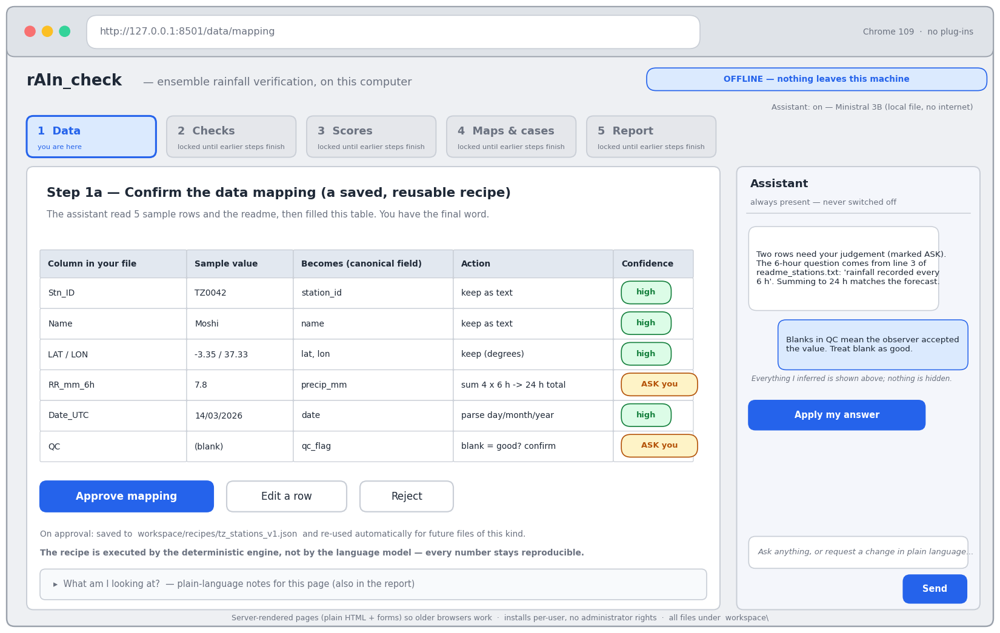 http://127.0.0.1:8501/data/mapping
Chrome 109 · no plug-ins
rAIn_check — ensemble rainfall verification, on this computer
OFFLINE — nothing leaves this machine
Assistant: on — Ministral 3B (local file, no internet)
1 Data
you are here
2 Checks
locked until earlier steps finish
3 Scores
locked until earlier steps finish
4 Maps & cases
locked until earlier steps finish
5 Report
locked until earlier steps finish
Step 1a — Confirm the data mapping (a saved, reusable recipe)
The assistant read 5 sample rows and the readme, then filled this table. You have the final word.
Column in your file Sample value Becomes (canonical field) Action Confidence
Stn_ID TZ0042 station_id keep as text high
Name Moshi name keep as text high
LAT / LON -3.35 / 37.33 lat, lon keep (degrees) high
RR_mm_6h 7.8 precip_mm sum 4 x 6 h -> 24 h total ASK you
Date_UTC 14/03/2026 date parse day/month/year high
QC (blank) qc_flag blank = good? confirm ASK you
Approve mapping Edit a row Reject
On approval: saved to workspace/recipes/tz_stations_v1.json and re-used automatically for future files of this kind.
The recipe is executed by the deterministic engine, not by the language model — every number stays reproducible.
▸ What am I looking at? — plain-language notes for this page (also in the report)
Assistant
always present — never switched off
Two rows need your judgement (marked ASK).
The 6-hour question comes from line 3 of
readme_stations.txt: 'rainfall recorded every
6 h'. Summing to 24 h matches the forecast.
Blanks in QC mean the observer accepted
the value. Treat blank as good.
Everything I inferred is shown above; nothing is hidden.
Apply my answer
Ask anything, or request a change in plain language...
Send
Server-rendered pages (plain HTML + forms) so older browsers work · installs per-user, no administrator rights · all files under workspace\